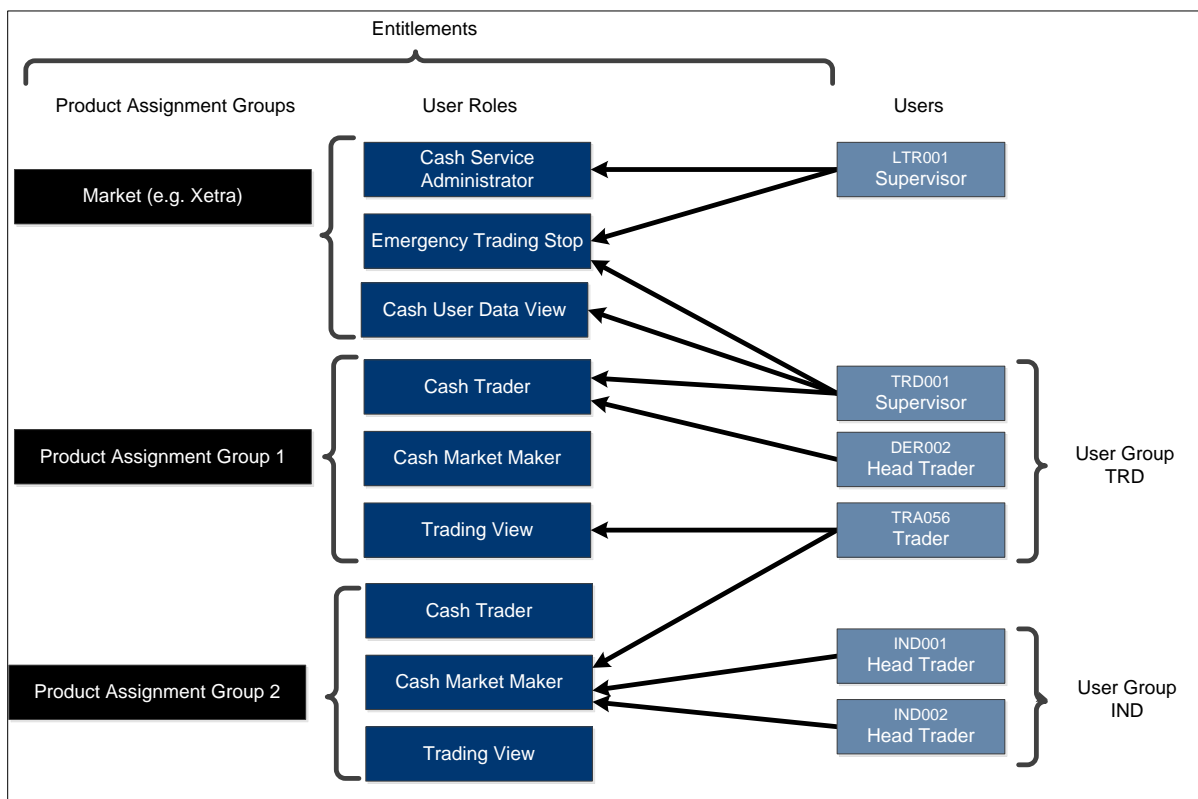 Entitlements
Product Assignment Groups
User Roles
Users
Market (e.g. Xetra)
Cash Service
Administrator
Emergency Trading Stop
Cash User Data View
LTR001
Supervisor
Product Assignment Group 1
Cash Trader
Cash Market Maker
Trading View
TRD001
Supervisor
DER002
Head Trader
TRA056
Trader
User Group
TRD
Product Assignment Group 2
Cash Trader
Cash Market Maker
Trading View
IND001
Head Trader
IND002
Head Trader
User Group
IND